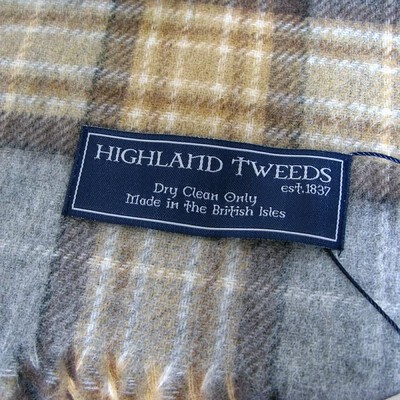 HIGHLAND TWEEDS
est.1837
Dry Clean Only
Made in the British Isles